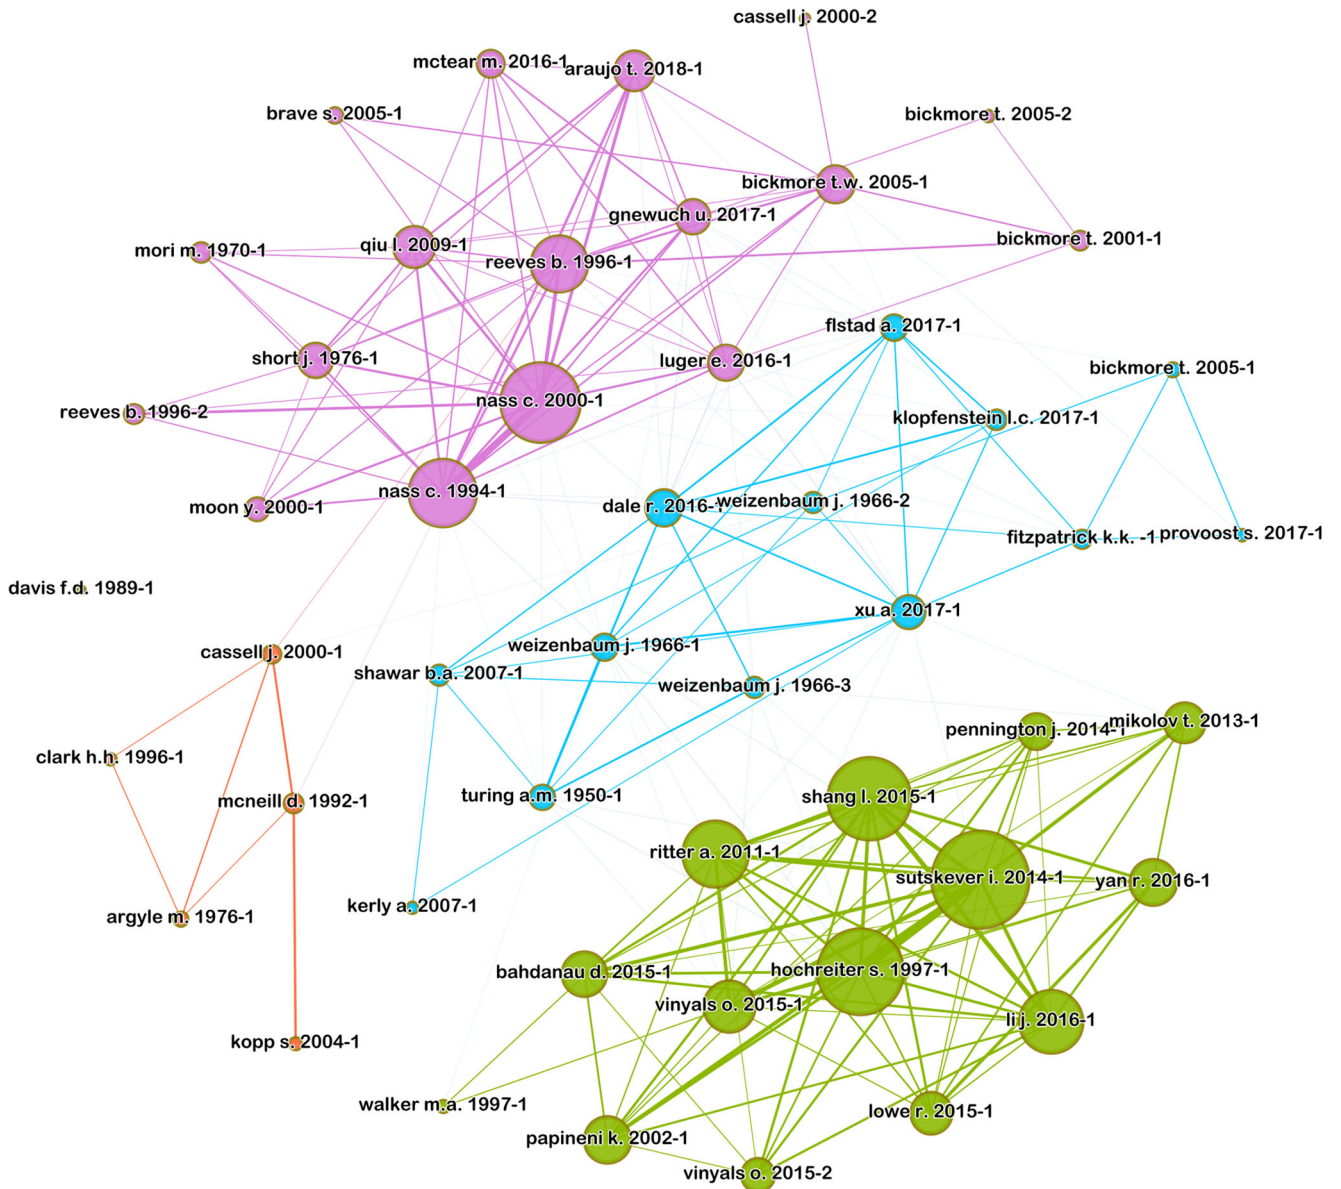 cassell j. 2000-2
mctear m. 2016-1
araujo t. 2018-1
brave s. 2005-1
bickmore t. 2005-2
bickmore t.w. 2005-1
gnewuch u. 2017-1
mori m. 1970-1
qiu l. 2009-1
reeves b. 1996-1
bickmore t. 2001-1
flstad a. 2017-1
short j. 1976-1
luger e. 2016-1
bickmore t. 2005-1
reeves b. 1996-2
nass c. 2000-1
klopfenstein l.c. 2017-1
nass c. 1994-1
moon y. 2000-1
dale r. 2016-1
weizenbaum j. 1966-2
fitzpatrick k.k. -1
provoost s. 2017-1
davis f.d. 1989-1
xu a. 2017-1
cassell j. 2000-1
weizenbaum j. 1966-1
shawar b.a. 2007-1
weizenbaum j. 1966-3
pennington j. 2014-1
mikolov t. 2013-1
clark h.h. 1996-1
mcneill d. 1992-1
turing a.m. 1950-1
shang l. 2015-1
ritter a. 2011-1
sutskever i. 2014-1
yan r. 2016-1
kerly a. 2007-1
argyle m. 1976-1
bahdanau d. 2015-1
hochreiter s. 1997-1
vinyals o. 2015-1
li j. 2016-1
kopp s. 2004-1
walker m.a. 1997-1
lowe r. 2015-1
papineni k. 2002-1
vinyals o. 2015-2